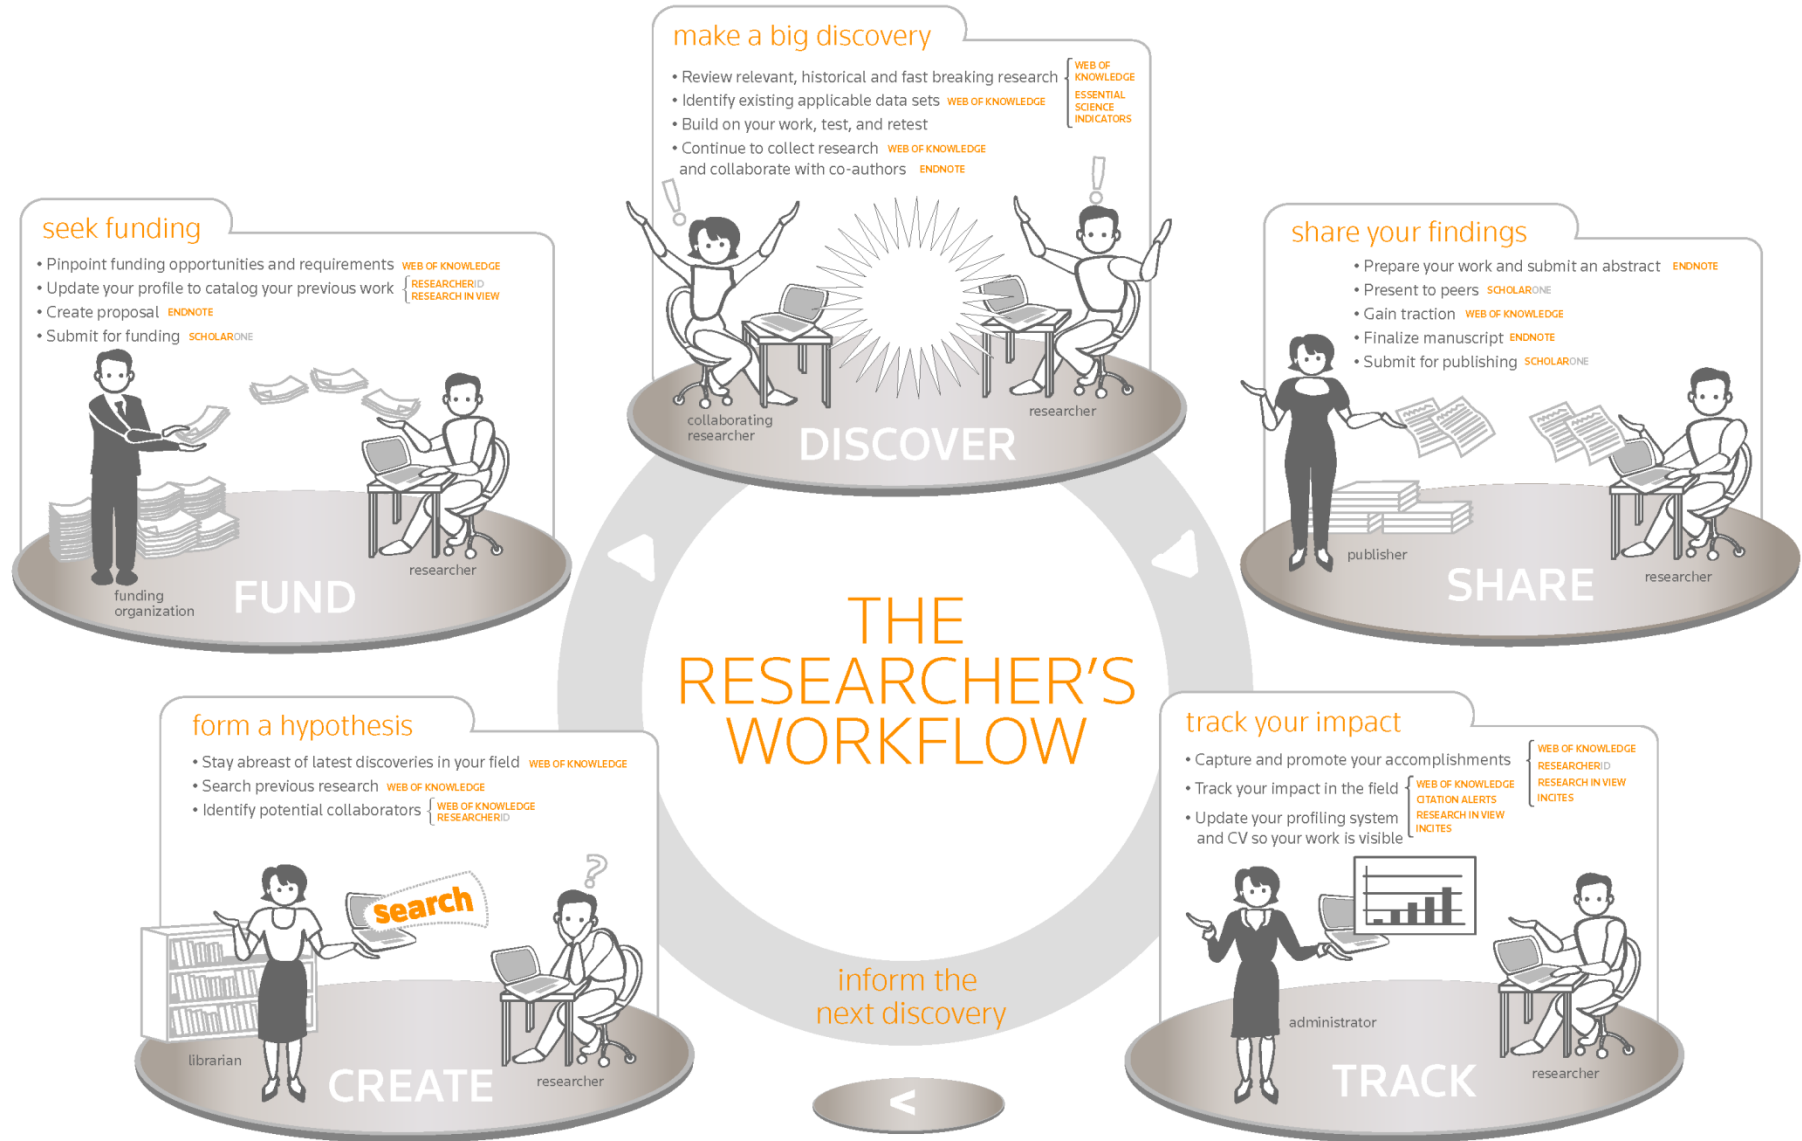 make a big discovery
• Review relevant, historical and fast breaking research
WEB OF
KNOWLEDGE
ESSENTIAL
SCIENCE
INDICATORS
• Identify existing applicable data sets WEB OF KNOWLEDGE
• Build on your work, test, and retest
• Continue to collect research WEB OF KNOWLEDGE
and collaborate with co-authors ENDNOTE
collaborating
researcher
researcher
DISCOVER
seek funding
• Pinpoint funding opportunities and requirements WEB OF KNOWLEDGE
• Update your profile to catalog your previous work
RESEARCHERID
RESEARCH IN VIEW
• Create proposal ENDNOTE
• Submit for funding SCHOLARONE
funding
organization
researcher
FUND
share your findings
• Prepare your work and submit an abstract ENDNOTE
• Present to peers SCHOLARONE
• Gain traction WEB OF KNOWLEDGE
• Finalize manuscript ENDNOTE
• Submit for publishing SCHOLARONE
publisher
researcher
SHARE
THE
RESEARCHER'S
WORKFLOW
form a hypothesis
• Stay abreast of latest discoveries in your field WEB OF KNOWLEDGE
• Search previous research WEB OF KNOWLEDGE
• Identify potential collaborators
WEB OF KNOWLEDGE
RESEARCHERID
search
?
librarian
researcher
CREATE
track your impact
• Capture and promote your accomplishments
WEB OF KNOWLEDGE
RESEARCHERID
RESEARCH IN VIEW
INCITES
• Track your impact in the field
WEB OF KNOWLEDGE
CITATION ALERTS
RESEARCH IN VIEW
INCITES
• Update your profiling system
and CV so your work is visible
administrator
researcher
TRACK
inform the
next discovery
<